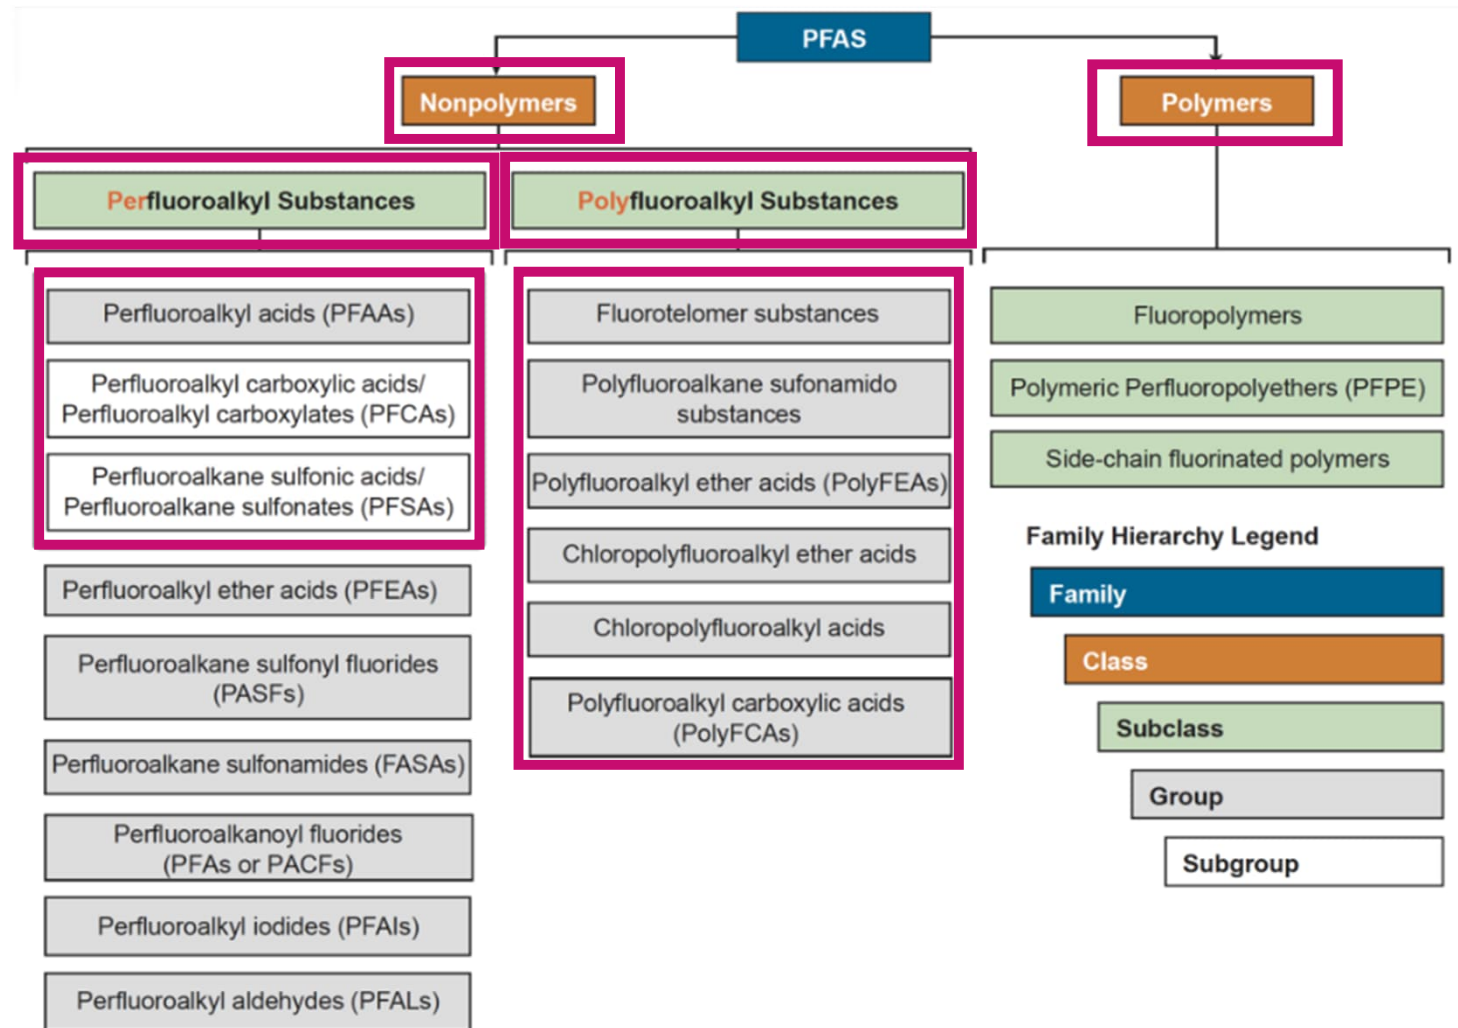 PFAS
Nonpolymers
Polymers
Perfluoroalkyl Substances
Polyfluoroalkyl Substances
Perfluoroalkyl acids (PFAAs)
Perfluoroalkyl carboxylic acids/
Perfluoroalkyl carboxylates (PFCAs)
Perfluoroalkane sulfonic acids/
Perfluoroalkane sulfonates (PFSAs)
Perfluoroalkyl ether acids (PFEAs)
Perfluoroalkane sulfonyl fluorides
(PASFs)
Perfluoroalkane sulfonamides (FASAs)
Perfluoroalkanoyl fluorides
(PFAs or PACFs)
Perfluoroalkyl iodides (PFAIs)
Perfluoroalkyl aldehydes (PFALs)
Fluorotelomer substances
Polyfluoroalkane sufonamido
substances
Polyfluoroalkyl ether acids (PolyFEAs)
Chloropolyfluoroalkyl ether acids
Chloropolyfluoroalkyl acids
Polyfluoroalkyl carboxylic acids
(PolyFCAs)
Fluoropolymers
Polymeric Perfluoropolyethers (PFPE)
Side-chain fluorinated polymers
Family Hierarchy Legend
Family
Class
Subclass
Group
Subgroup